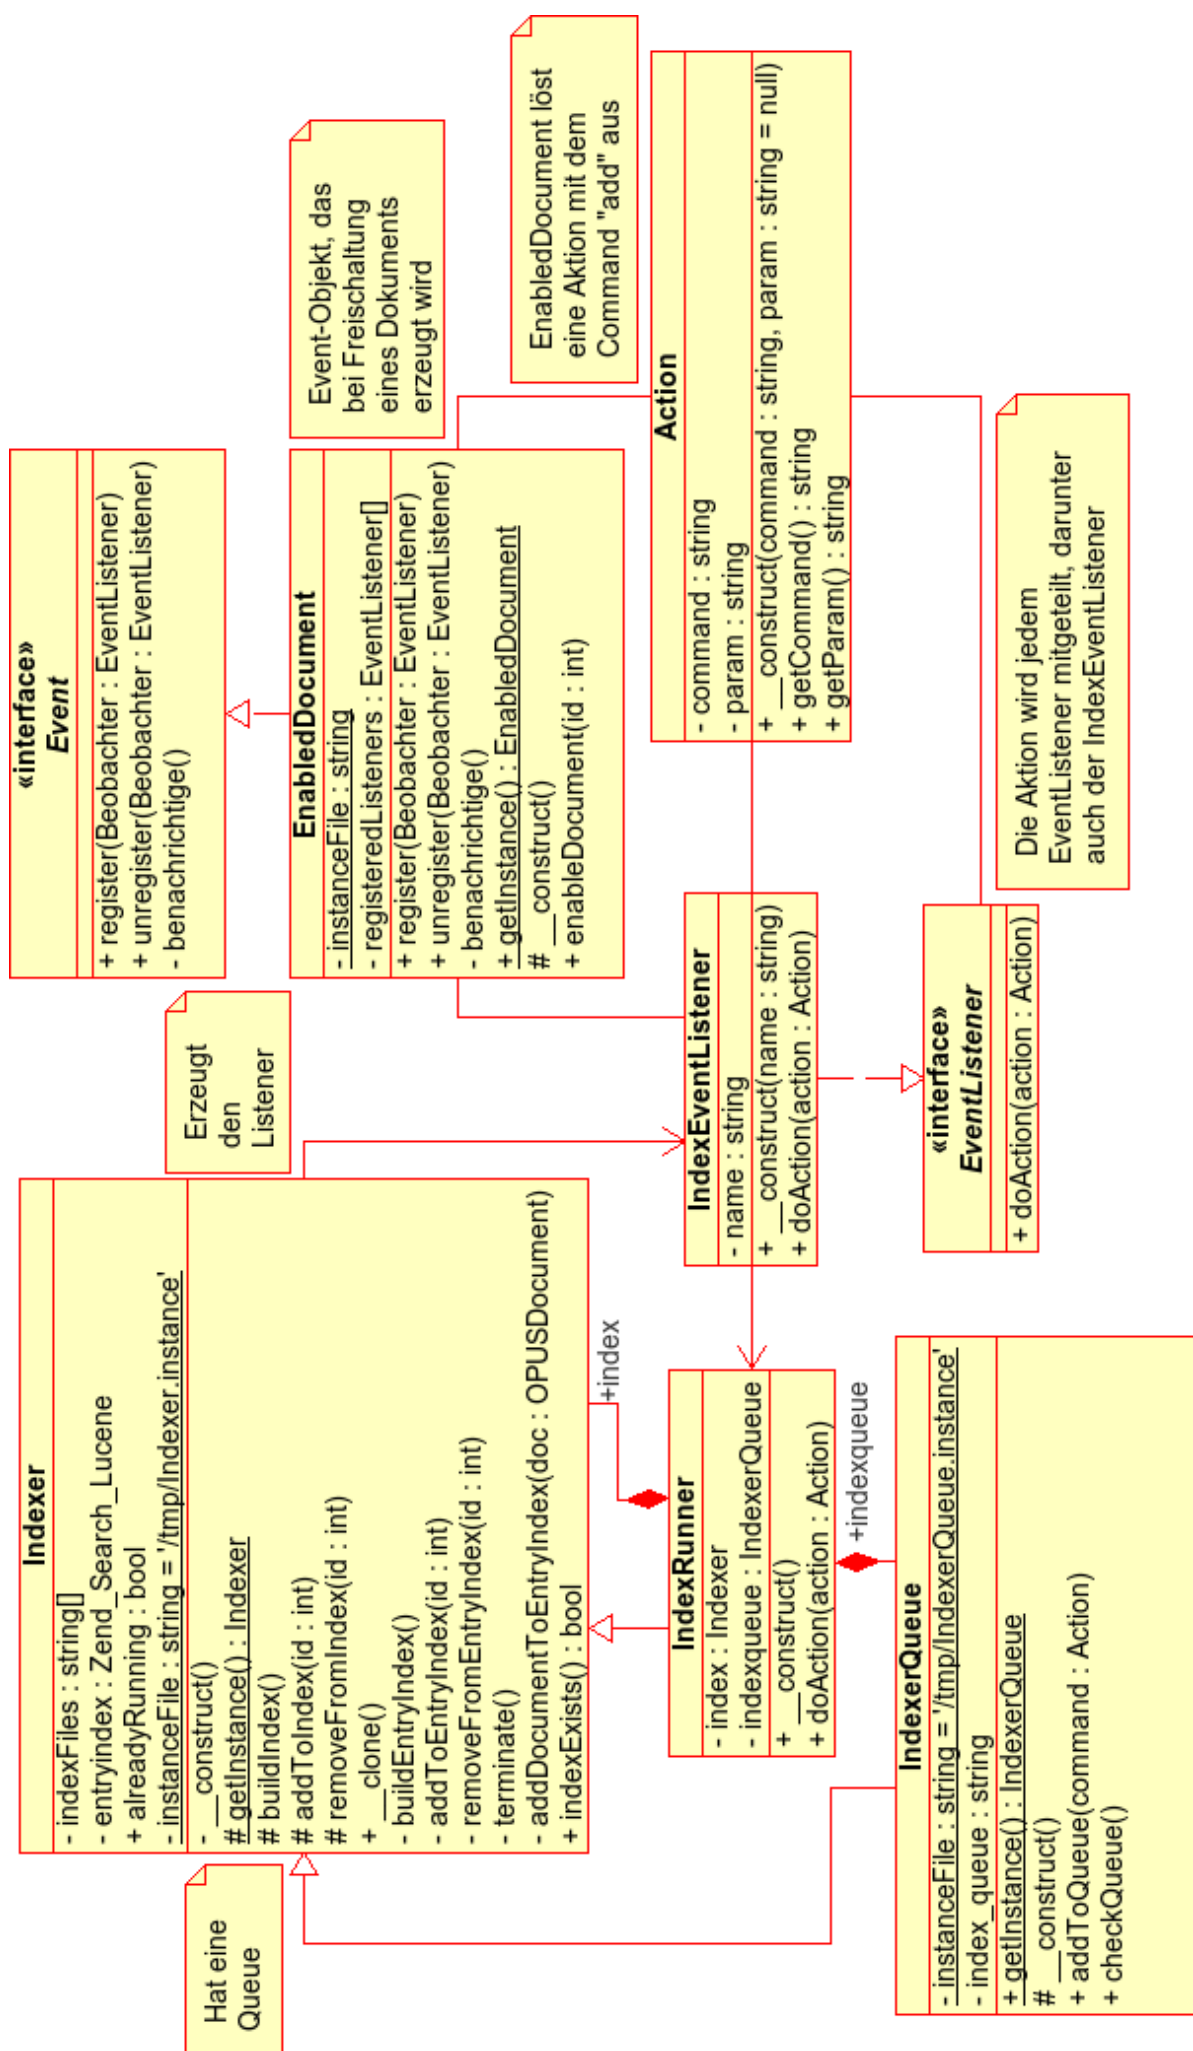 Hat eine
Queue
Indexer
- indexFiles : string[]
- entryindex : Zend_Search_Lucene
+ alreadyRunning : bool
- instanceFile : string = '/tmp/Indexer.instance'
- __construct()
# getInstance() : Indexer
# buildIndex()
# addToIndex(id : int)
# removeFromIndex(id : int)
+ __clone()
- buildEntryIndex()
- addToEntryIndex(id : int)
- removeFromEntryIndex(id : int)
- terminate()
- addDocumentToEntryIndex(doc : OPUSDocument)
+ indexExists() : bool
Erzeugt
den
Listener
«interface»
Event
+ register(Beobachter : EventListener)
+ unregister(Beobachter : EventListener)
- benachrichtige()
EnabledDocument
- instanceFile : string
- registeredListeners : EventListener[]
+ register(Beobachter : EventListener)
+ unregister(Beobachter : EventListener)
- benachrichtige()
+ getInstance() : EnabledDocument
# __construct()
+ enableDocument(id : int)
Event-Objekt, das
bei Freischaltung
eines Dokuments
erzeugt wird
EnabledDocument löst
eine Aktion mit dem
Command "add" aus
+index
IndexRunner
- index : Indexer
- indexqueue : IndexerQueue
+ __construct()
+ doAction(action : Action)
+indexqueue
IndexEventListener
- name : string
+ __construct(name : string)
+ doAction(action : Action)
Action
- command : string
- param : string
+ __construct(command : string, param : string = null)
+ getCommand() : string
+ getParam() : string
IndexerQueue
- instanceFile : string = '/tmp/IndexerQueue.instance'
- index_queue : string
+ getInstance() : IndexerQueue
# __construct()
+ addToQueue(command : Action)
+ checkQueue()
«interface»
EventListener
+ doAction(action : Action)
Die Aktion wird jedem
EventListener mitgeteilt, darunter
auch der IndexEventListener